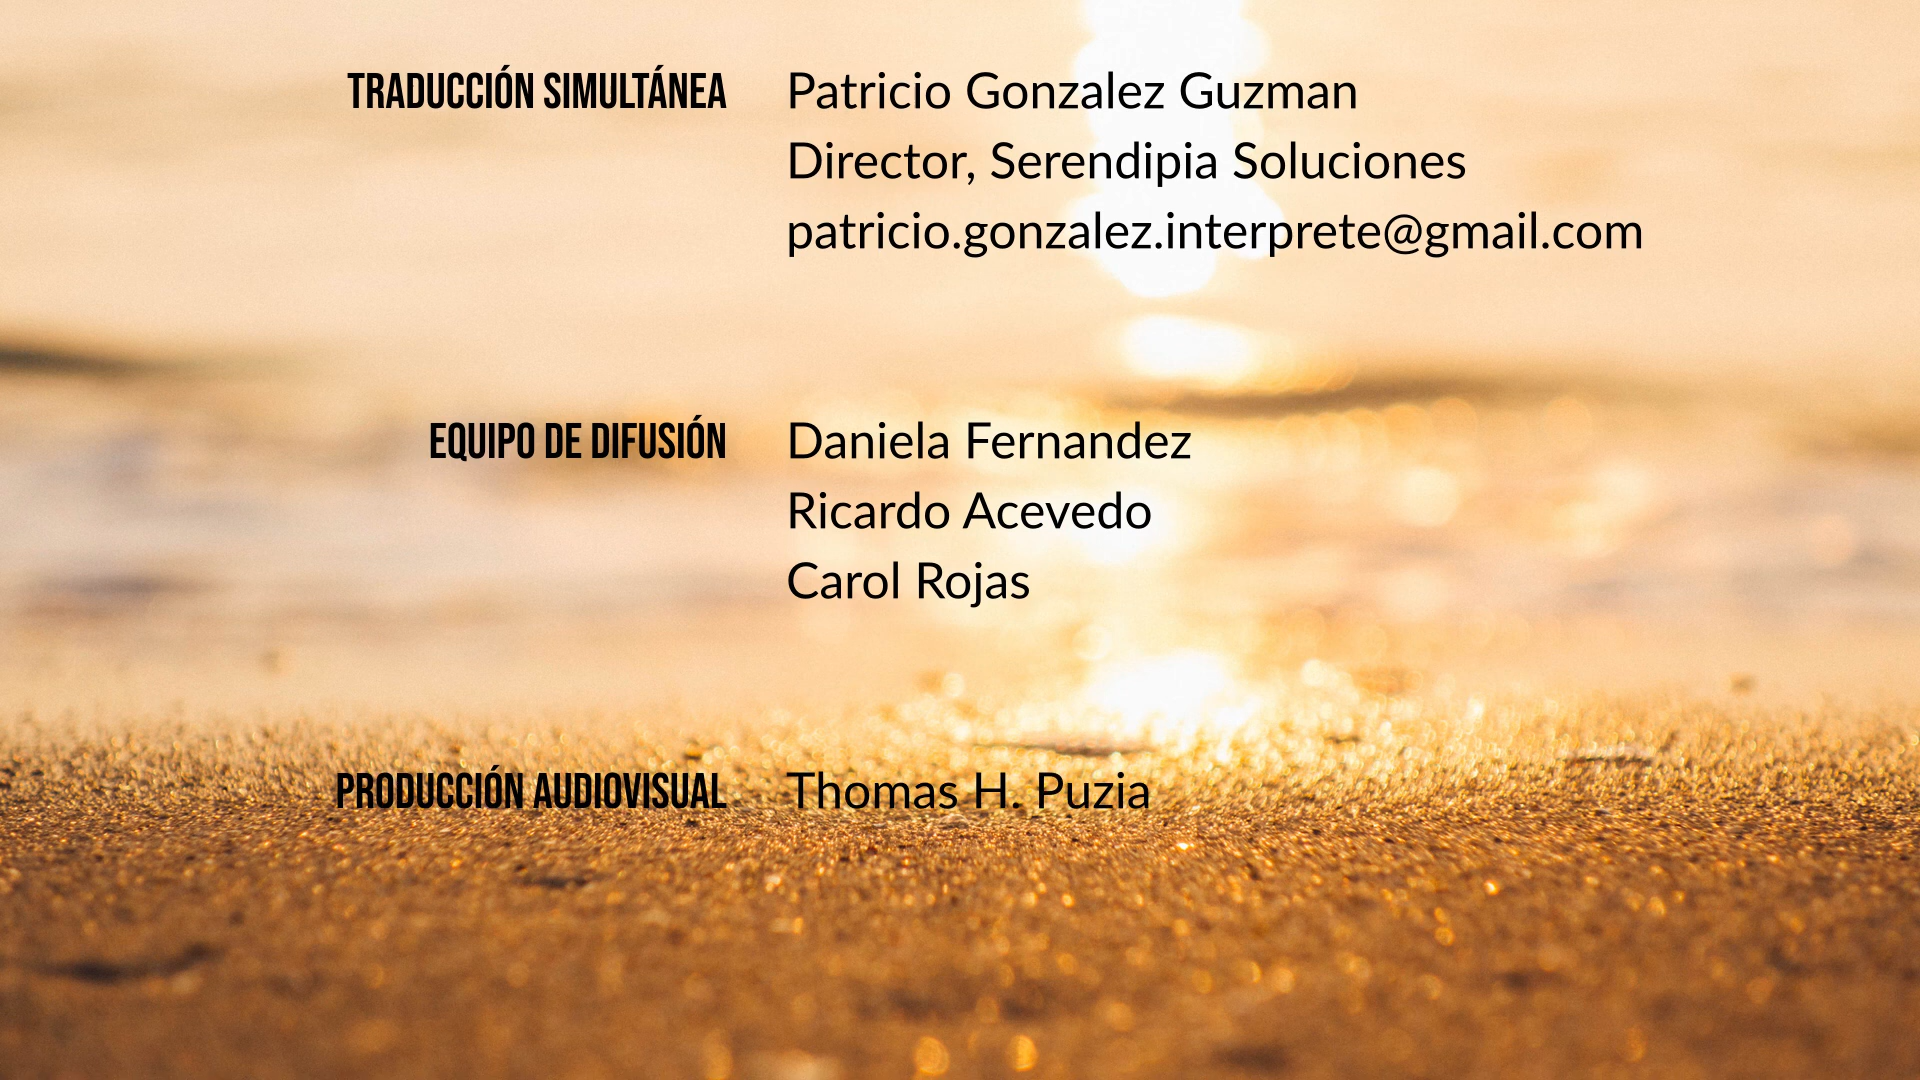 TRADUCCIÓN SIMULTÁNEA Patricio Gonzalez Guzman
Director, Serendipia Soluciones
patricio.gonzalez.interprete@gmail.com
EQUIPO DE DIFUSIÓN Daniela Fernandez
Ricardo Acevedo
Carol Rojas
PRODUCCIÓN AUDIOVISUAL Thomas H. Puzia